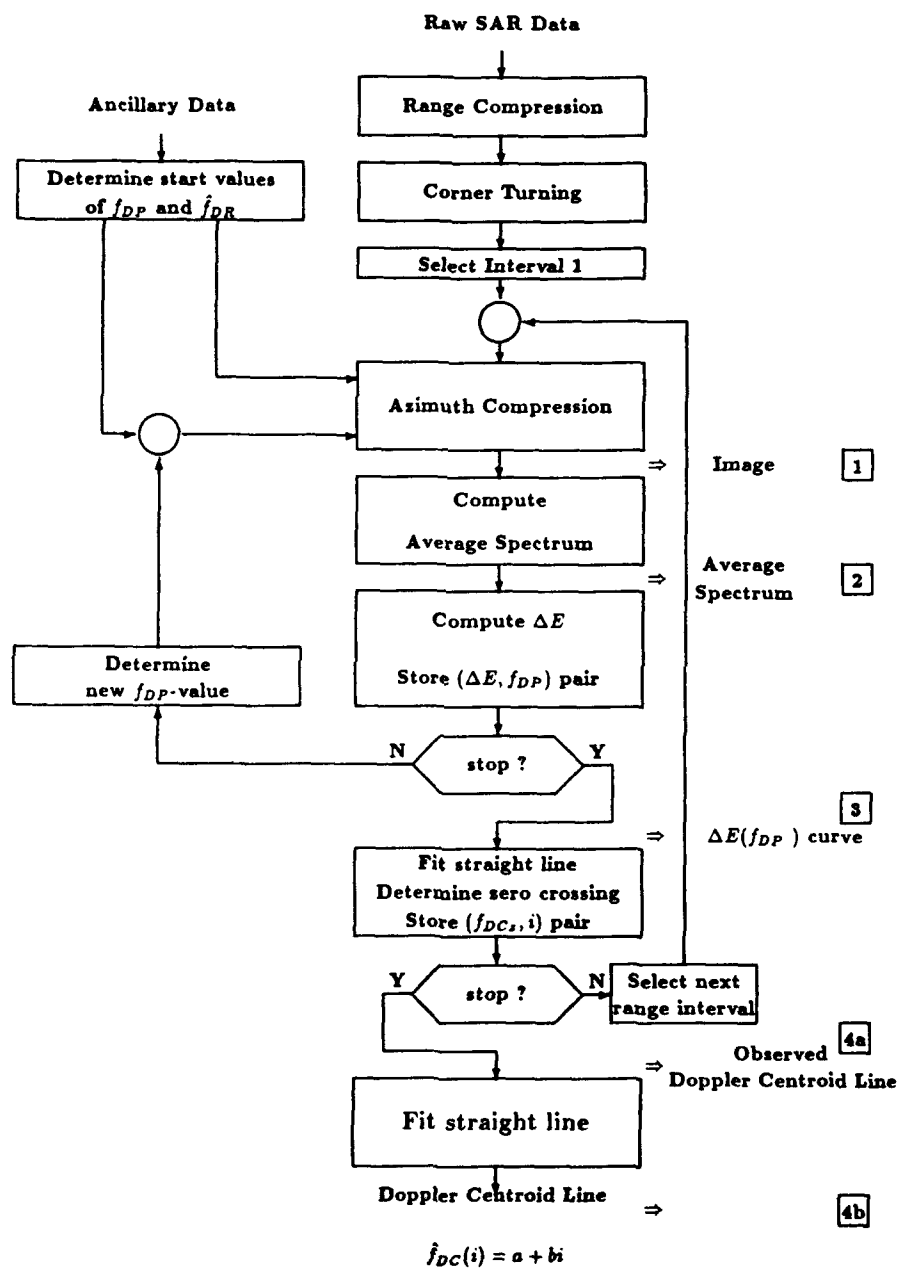 Raw SAR Data
Range Compression
Ancillary Data
Determine start values
of f_DP and f̂_DR
Corner Turning
Select Interval 1
Azimuth Compression
⇒ Image 1
Compute
Average Spectrum
⇒ Average
Spectrum 2
Compute ΔE
Store (ΔE, f_DP) pair
Determine
new f_DP-value
N stop ? Y
3
⇒ ΔE(f_DP ) curve
Fit straight line
Determine sero crossing
Store (f_DCs, i) pair
Y stop ? N
Select next
range interval
4a
⇒ Observed
Doppler Centroid Line
Fit straight line
Doppler Centroid Line
⇒ 4b
f̂_DC(i) = a + bi